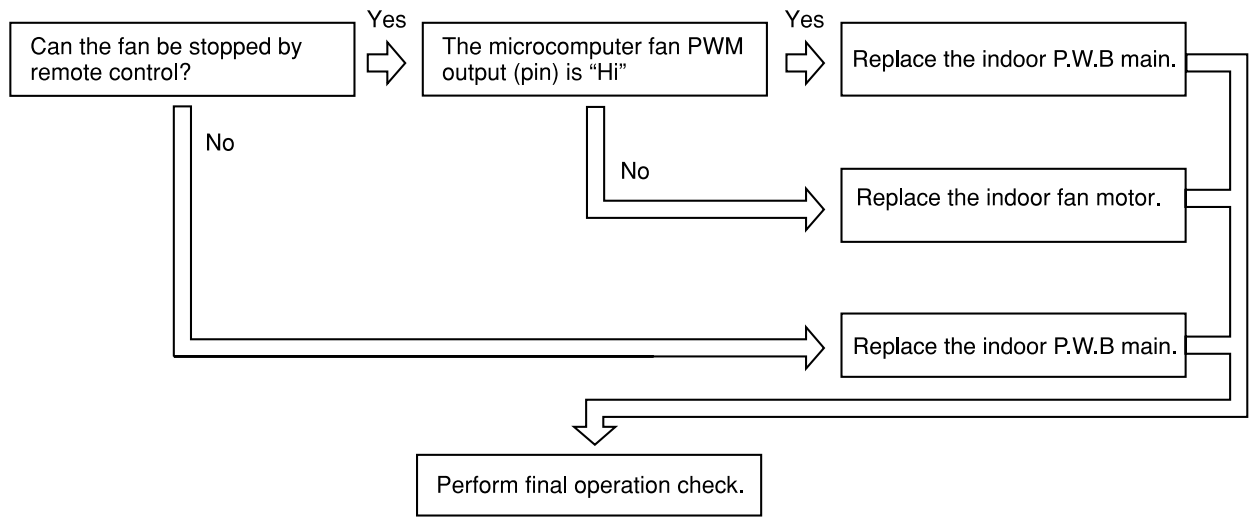 Can the fan be stopped by
remote control?
Yes
The microcomputer fan PWM
output (pin) is “Hi”
Yes
Replace the indoor P.W.B main.
No
No
Replace the indoor fan motor.
Replace the indoor P.W.B main.
Perform final operation check.